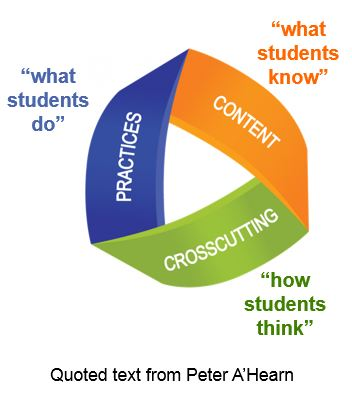 “what
students
know”
“what
students
do”
CONTENT
PRACTICES
CROSSCUTTING
“how
students
think”
Quoted text from Peter A’Hearn